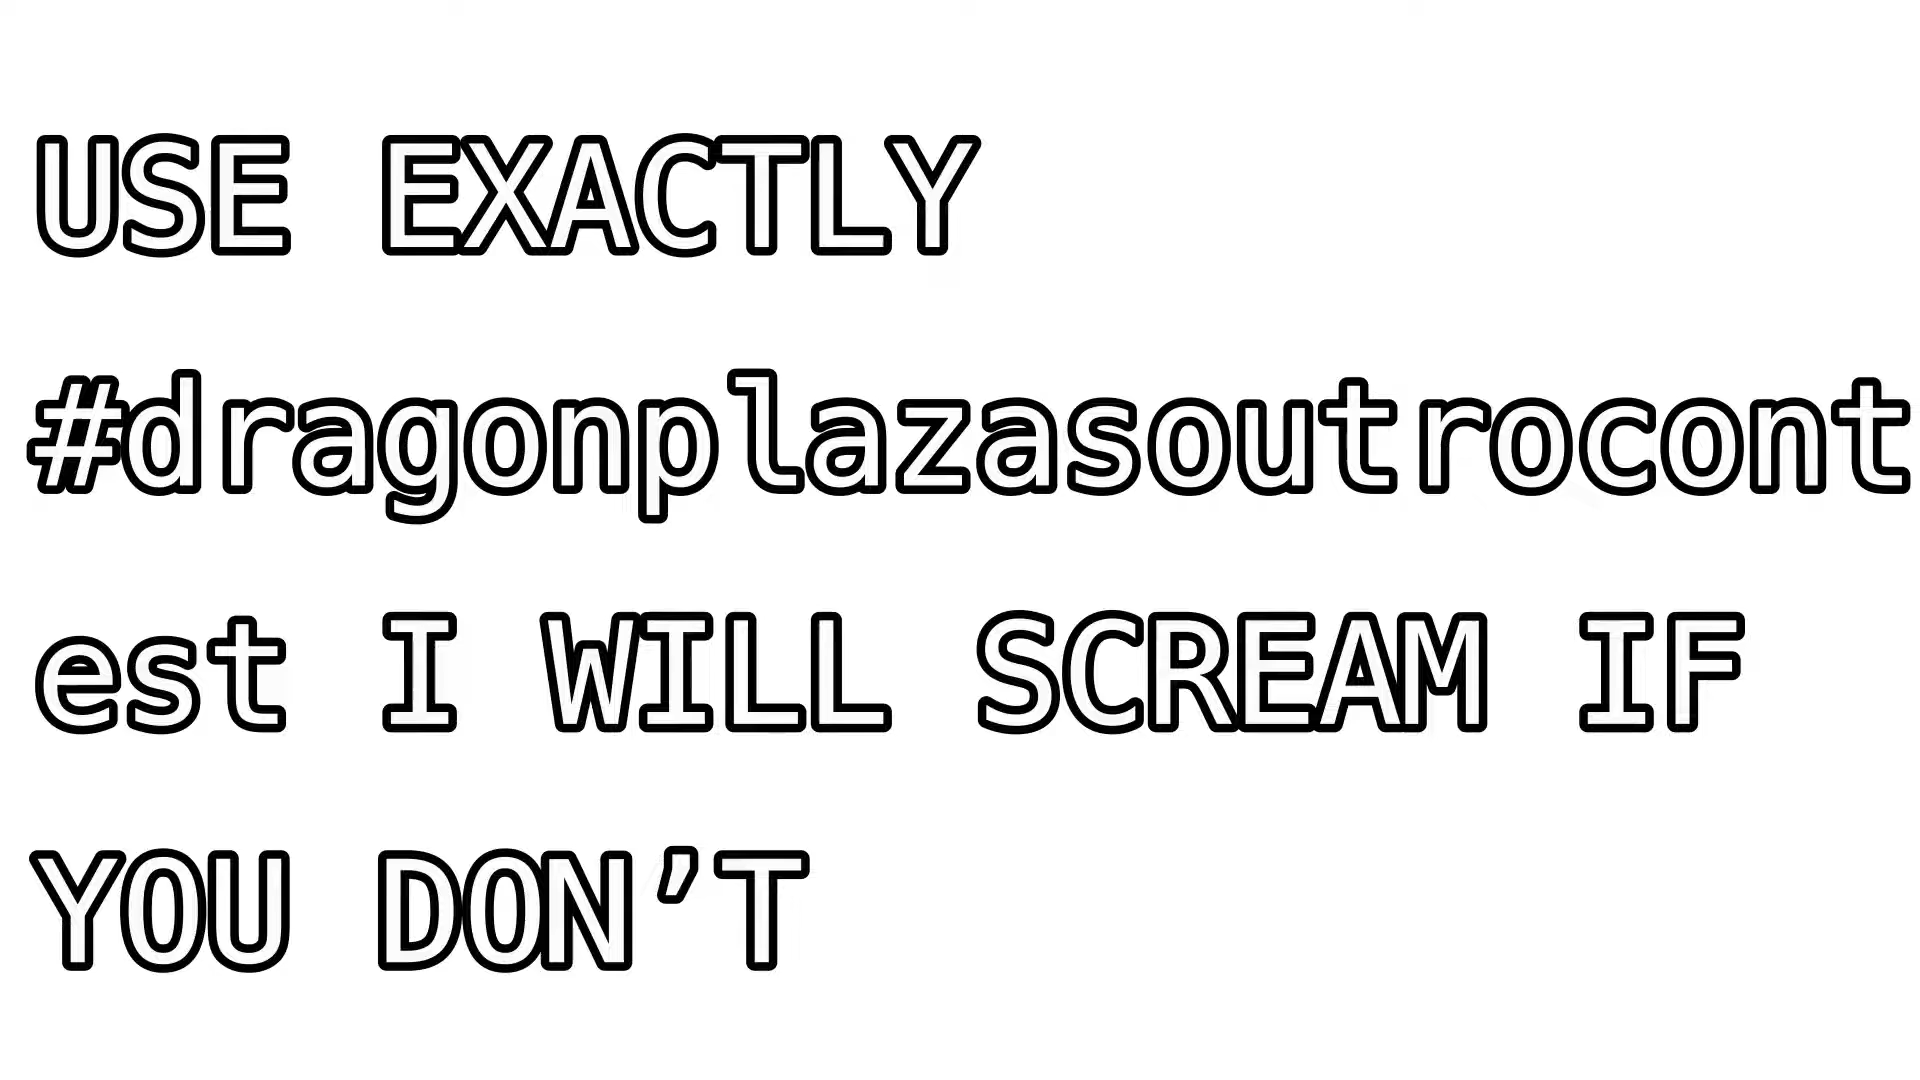 USE EXACTLY
#dragonplazasoutrocont
est I WILL SCREAM IF
YOU DON’T